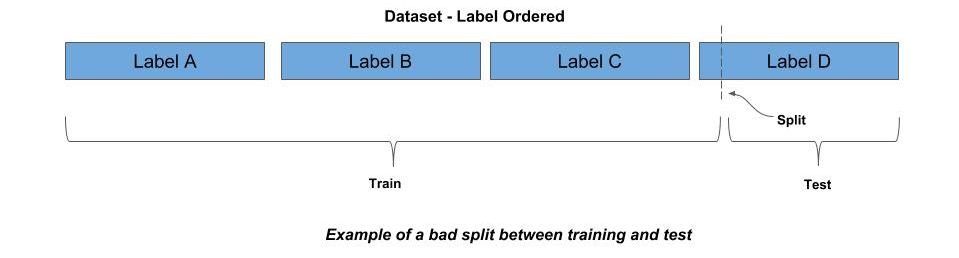 Dataset - Label Ordered
Label A
Label B
Label C
Label D
Split
Train
Test
Example of a bad split between training and test